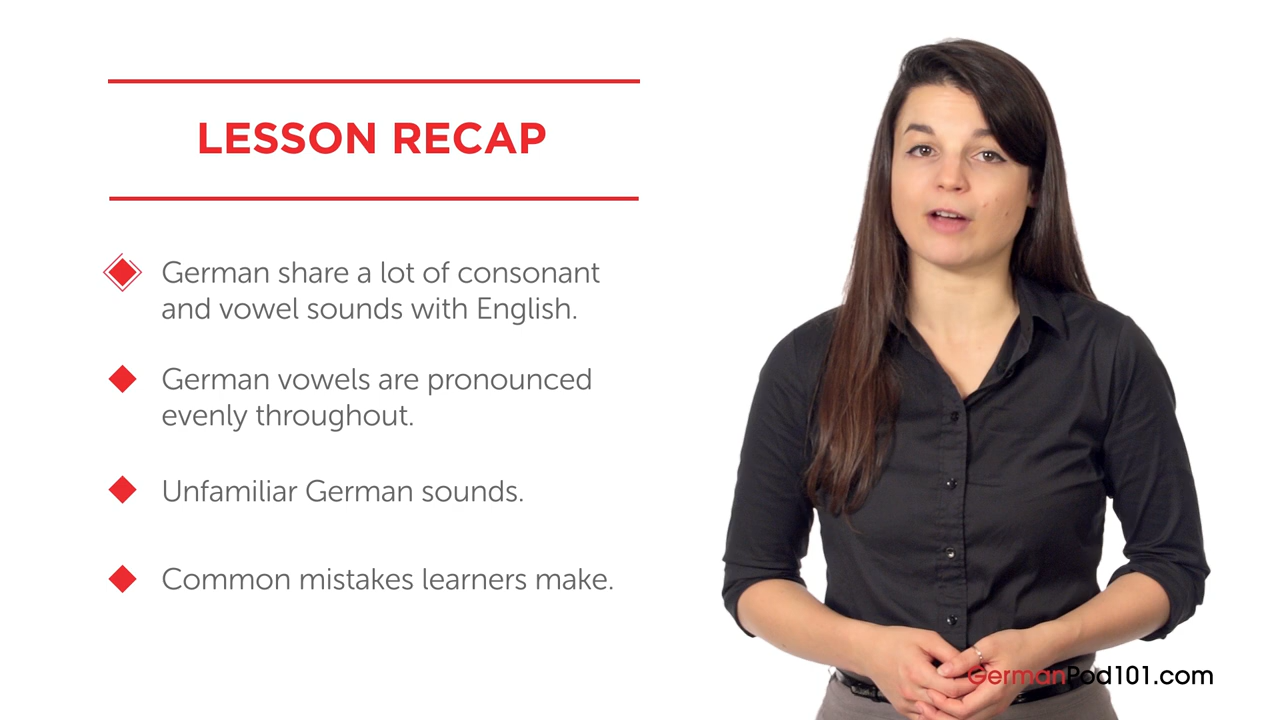 LESSON RECAP
German share a lot of consonant
and vowel sounds with English.
German vowels are pronounced
evenly throughout.
Unfamiliar German sounds.
Common mistakes learners make.
GermanPod101.com